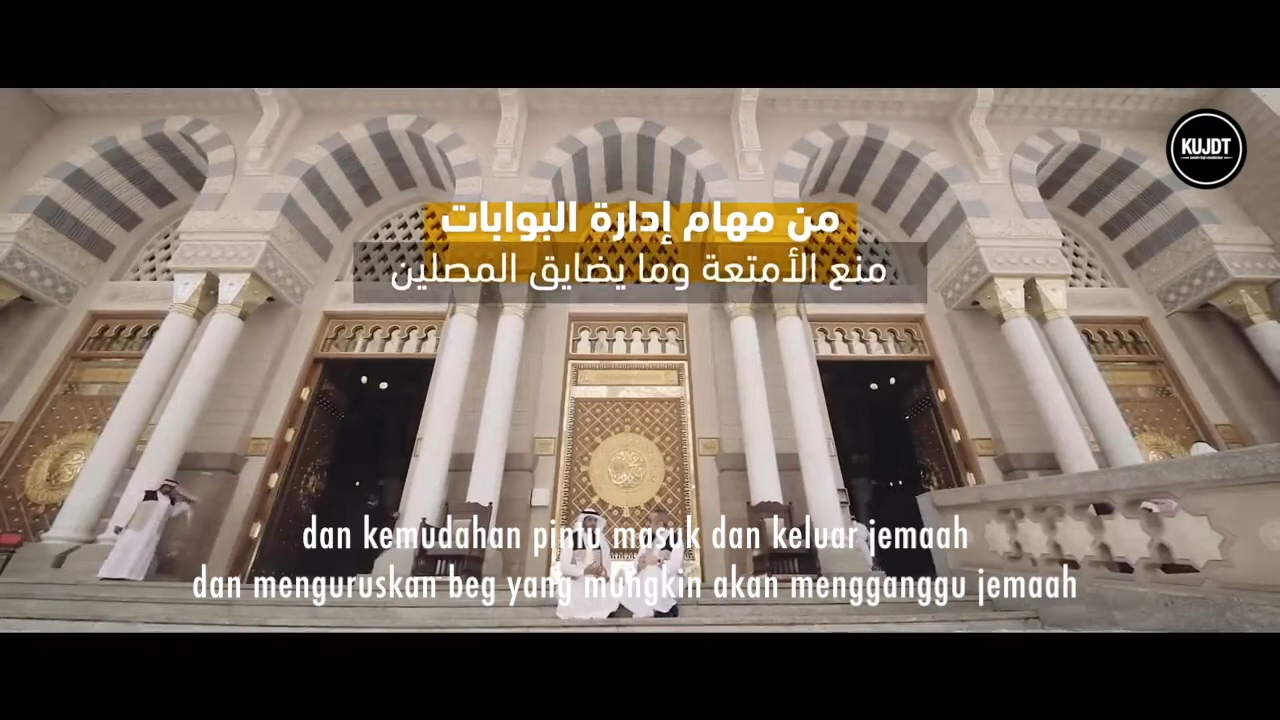 KUJDT
من مهام إدارة البوابات
منع الأمتعة وما يضايق المصلين
dan kemudahan pintu masuk dan keluar jemaah
dan menguruskan beg yang mungkin akan mengganggu jemaah